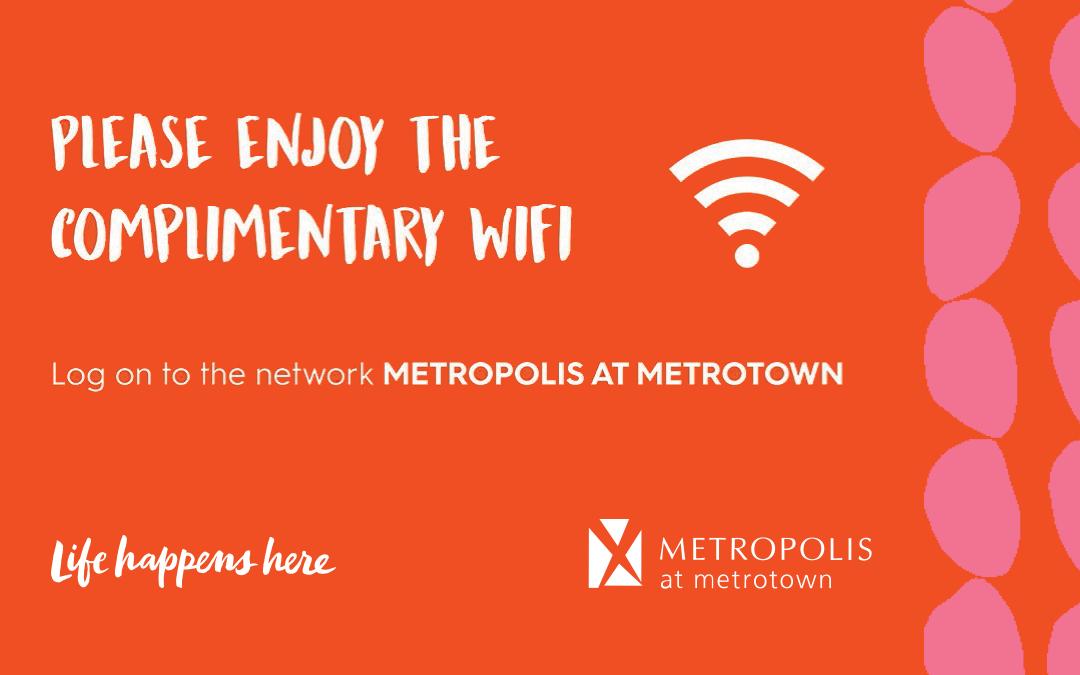 PLEASE ENJOY THE
COMPLIMENTARY WIFI
Log on to the network METROPOLIS AT METROTOWN
Life happens here
METROPOLIS
at metrotown